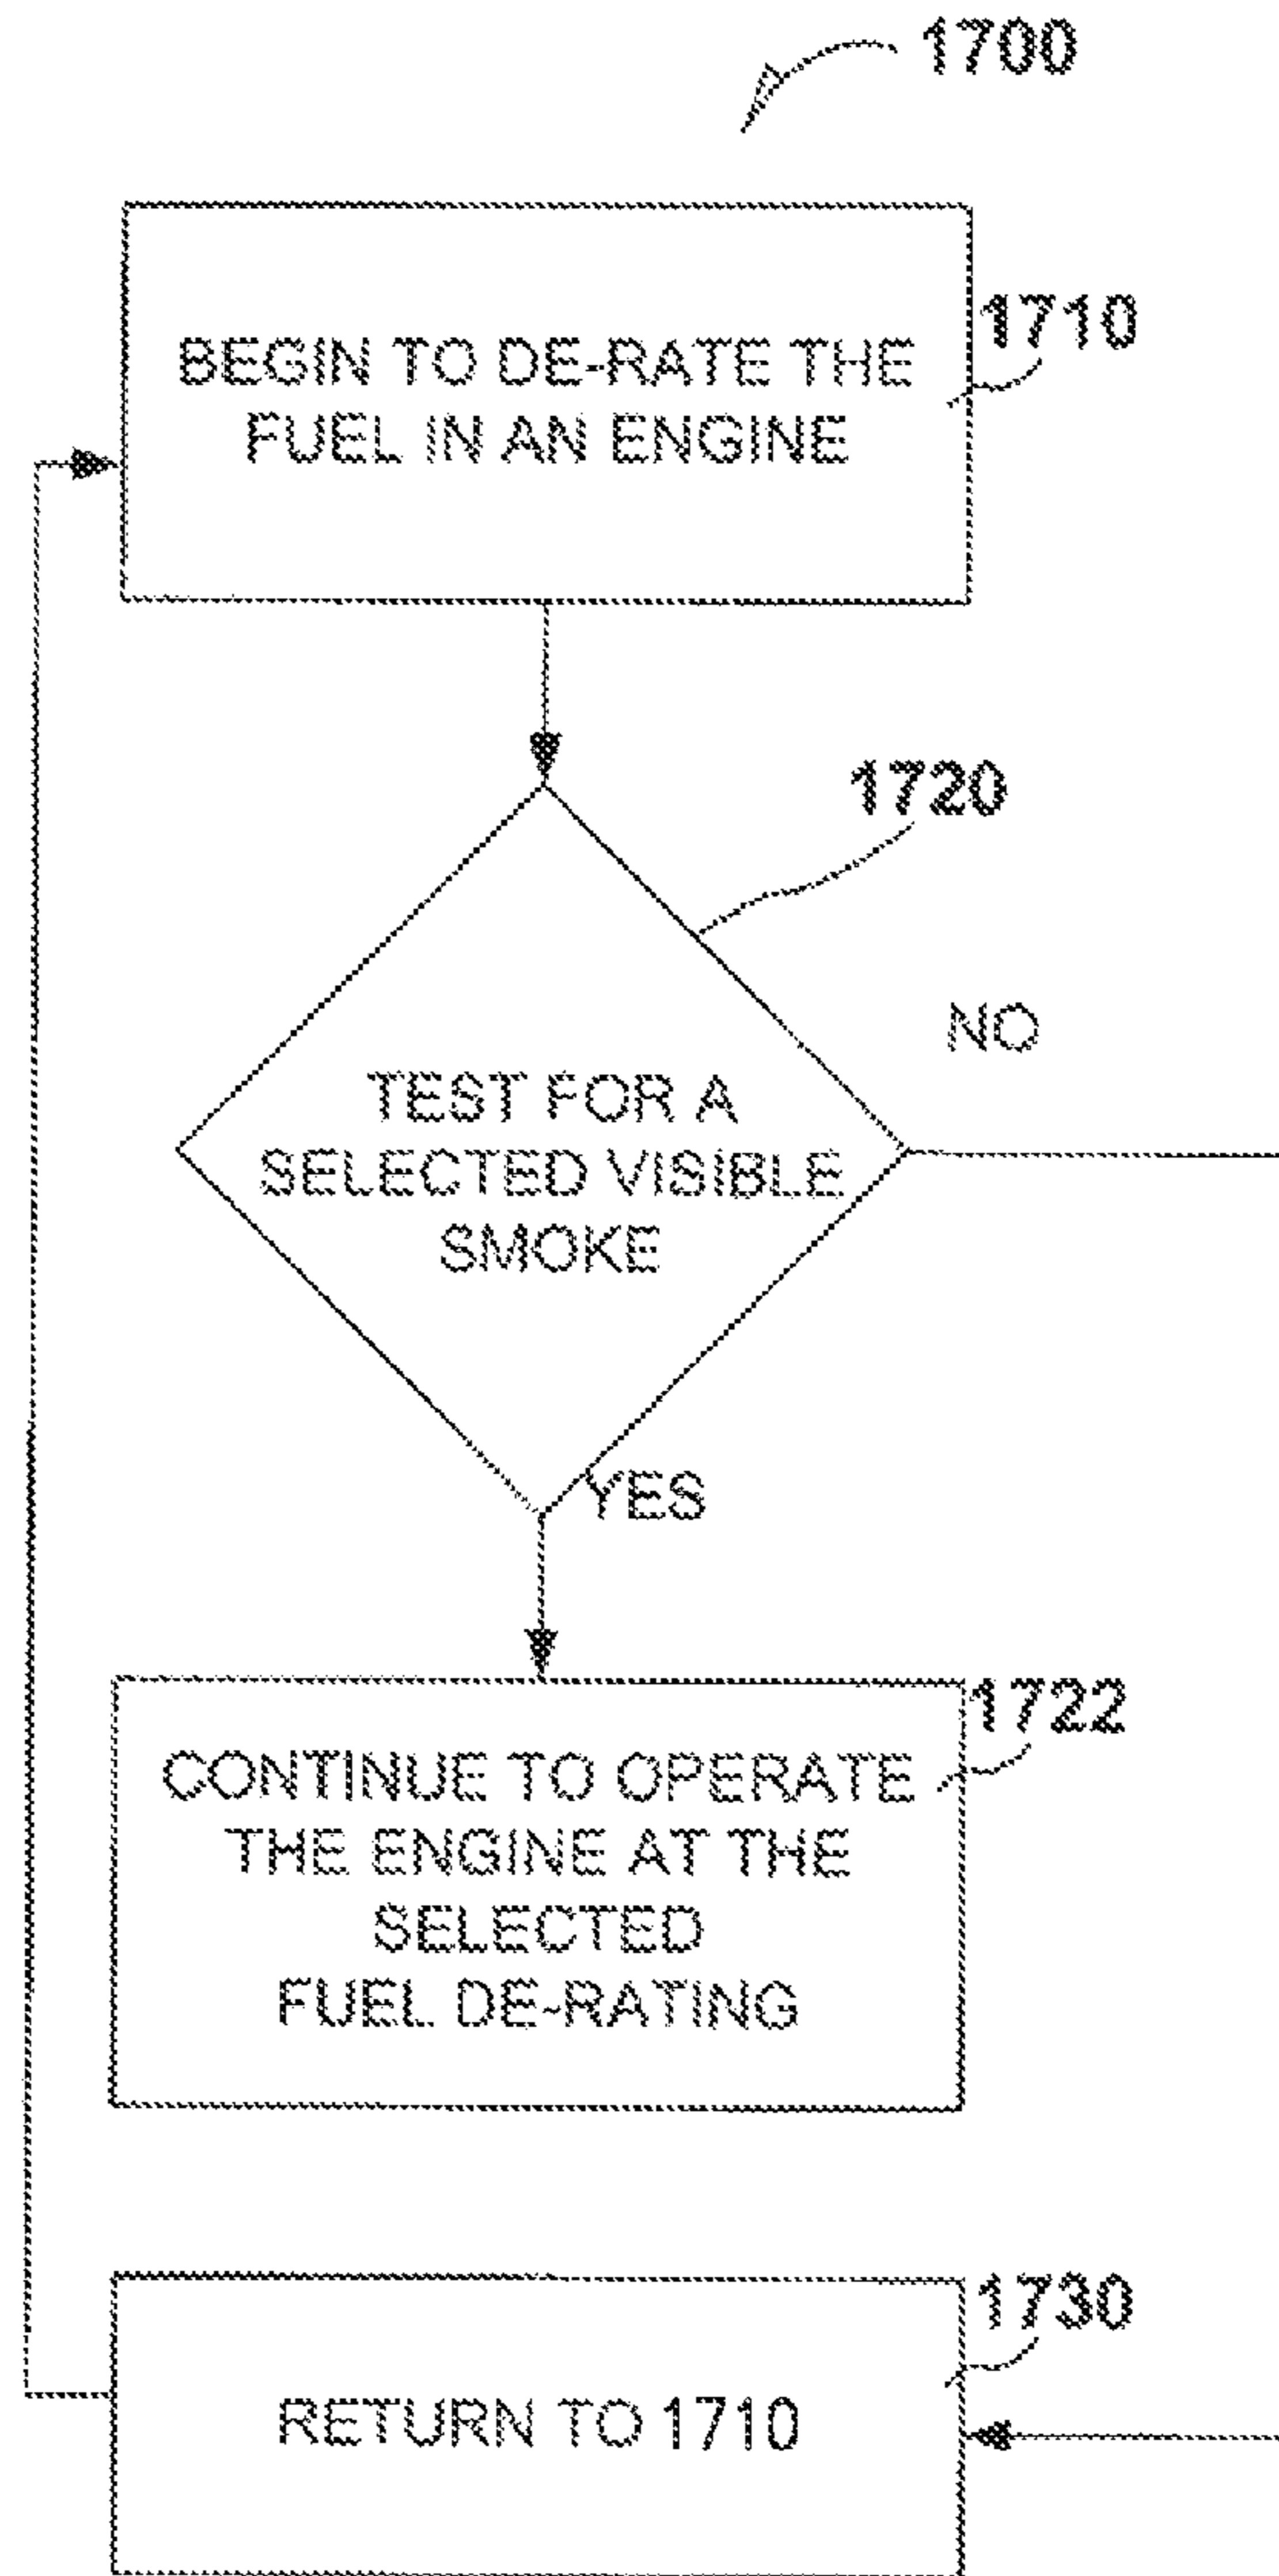 1700
1710
BEGIN TO DE-RATE THE
FUEL IN AN ENGINE
1720
NO
TEST FOR A
SELECTED VISIBLE
SMOKE
YES
1722
CONTINUE TO OPERATE
THE ENGINE AT THE
SELECTED
FUEL DE-RATING
1730
RETURN TO 1710